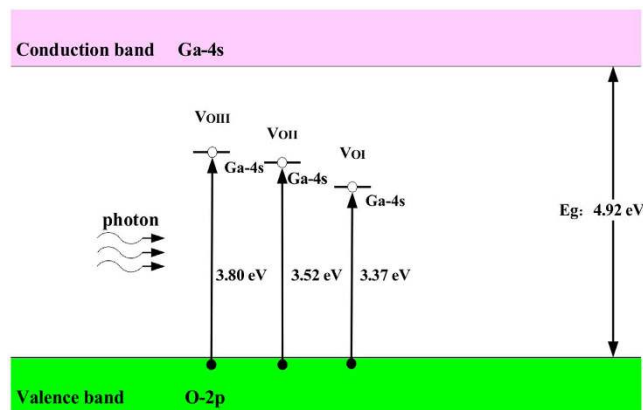 Conduction band Ga-4s
VOIII
VOII
VOI
Ga-4s
Ga-4s
Ga-4s
photon
Eg: 4.92 eV
3.80 eV
3.52 eV
3.37 eV
Valence band O-2p